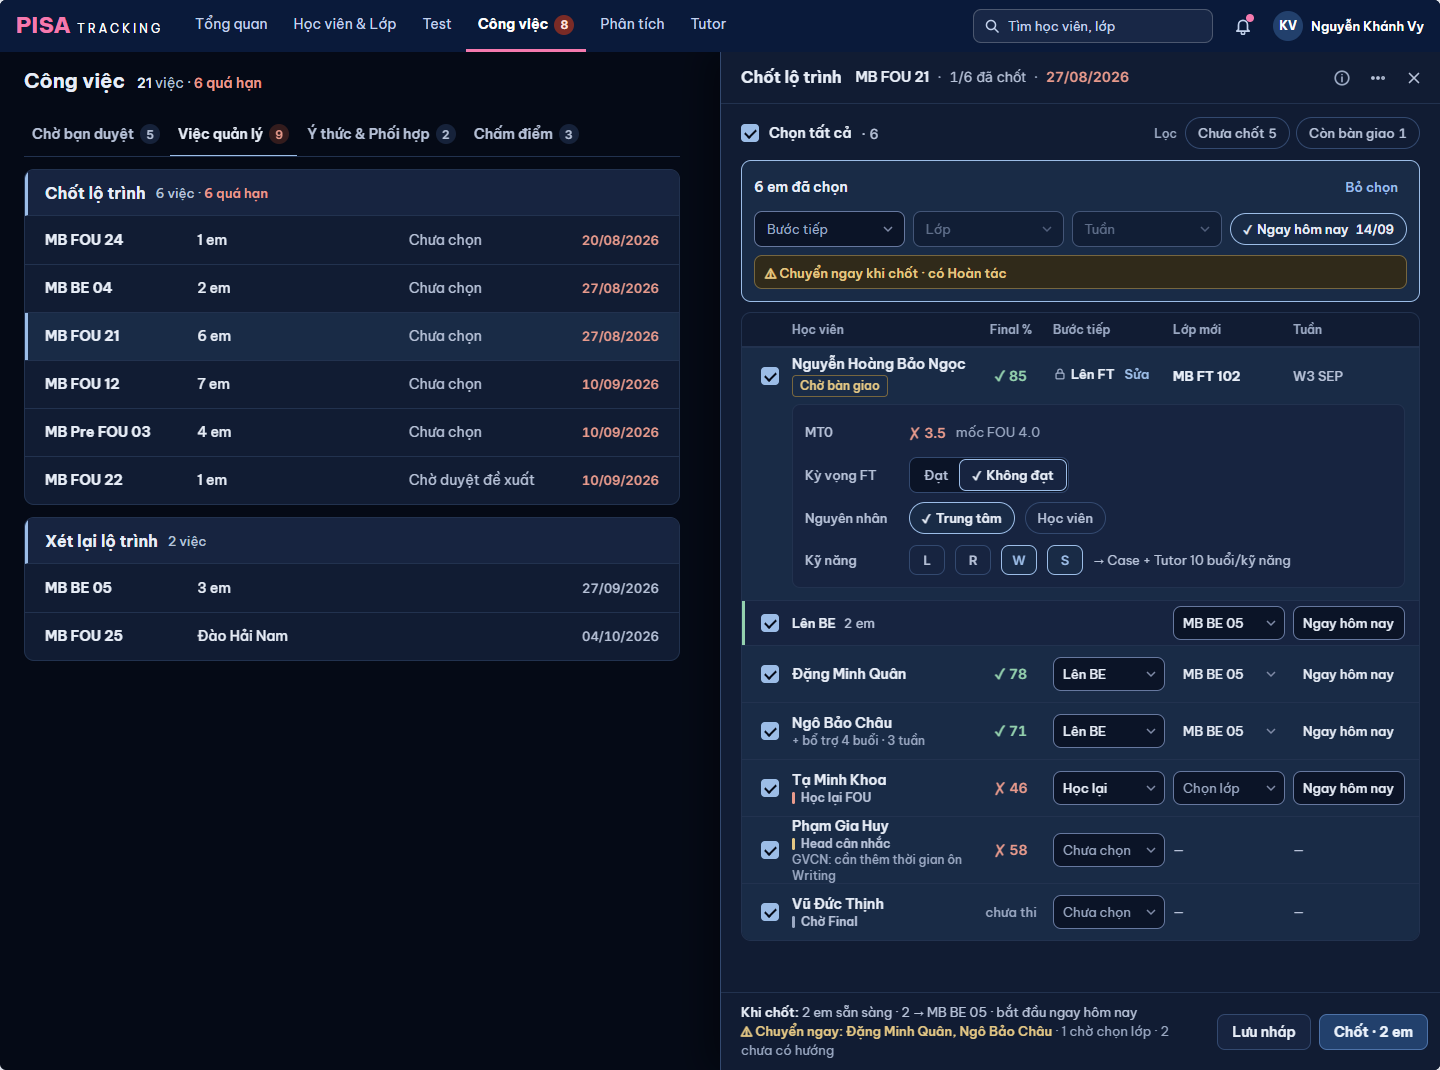 PISA TRACKING Tổng quan Học viên & Lớp Test Công việc 8 Phân tích Tutor Tìm học viên, lớp KV Nguyễn Khánh Vy
Công việc 21 việc · 6 quá hạn
Chờ bạn duyệt 5 Việc quản lý 9 Ý thức & Phối hợp 2 Chấm điểm 3
Chốt lộ trình 6 việc · 6 quá hạn
MB FOU 24 1 em Chưa chọn 20/08/2026
MB BE 04 2 em Chưa chọn 27/08/2026
MB FOU 21 6 em Chưa chọn 27/08/2026
MB FOU 12 7 em Chưa chọn 10/09/2026
MB Pre FOU 03 4 em Chưa chọn 10/09/2026
MB FOU 22 1 em Chờ duyệt đề xuất 10/09/2026
Xét lại lộ trình 2 việc
MB BE 05 3 em 27/09/2026
MB FOU 25 Đào Hải Nam 04/10/2026
Chốt lộ trình MB FOU 21 · 1/6 đã chốt · 27/08/2026
Chọn tất cả · 6 Lọc Chưa chốt 5 Còn bàn giao 1
6 em đã chọn Bỏ chọn
Bước tiếp Lớp Tuần ✓ Ngay hôm nay 14/09
⚠ Chuyển ngay khi chốt · có Hoàn tác
Học viên Final % Bước tiếp Lớp mới Tuần
Nguyễn Hoàng Bảo Ngọc ✓ 85 Lên FT Sửa MB FT 102 W3 SEP
Chờ bàn giao
MT0 ✗ 3.5 mốc FOU 4.0
Kỳ vọng FT Đạt ✓ Không đạt
Nguyên nhân ✓ Trung tâm Học viên
Kỹ năng L R W S → Case + Tutor 10 buổi/kỹ năng
Lên BE 2 em MB BE 05 Ngay hôm nay
Đặng Minh Quân ✓ 78 Lên BE MB BE 05 Ngay hôm nay
Ngô Bảo Châu ✓ 71 Lên BE MB BE 05 Ngay hôm nay
+ bổ trợ 4 buổi · 3 tuần
Tạ Minh Khoa ✗ 46 Học lại Chọn lớp Ngay hôm nay
Học lại FOU
Phạm Gia Huy ✗ 58 Chưa chọn – –
Head cân nhắc
GVCN: cần thêm thời gian ôn
Writing
Vũ Đức Thịnh chưa thi Chưa chọn – –
Chờ Final
Khi chốt: 2 em sẵn sàng · 2 → MB BE 05 · bắt đầu ngay hôm nay
⚠ Chuyển ngay: Đặng Minh Quân, Ngô Bảo Châu · 1 chờ chọn lớp · 2
chưa có hướng
Lưu nháp Chốt · 2 em